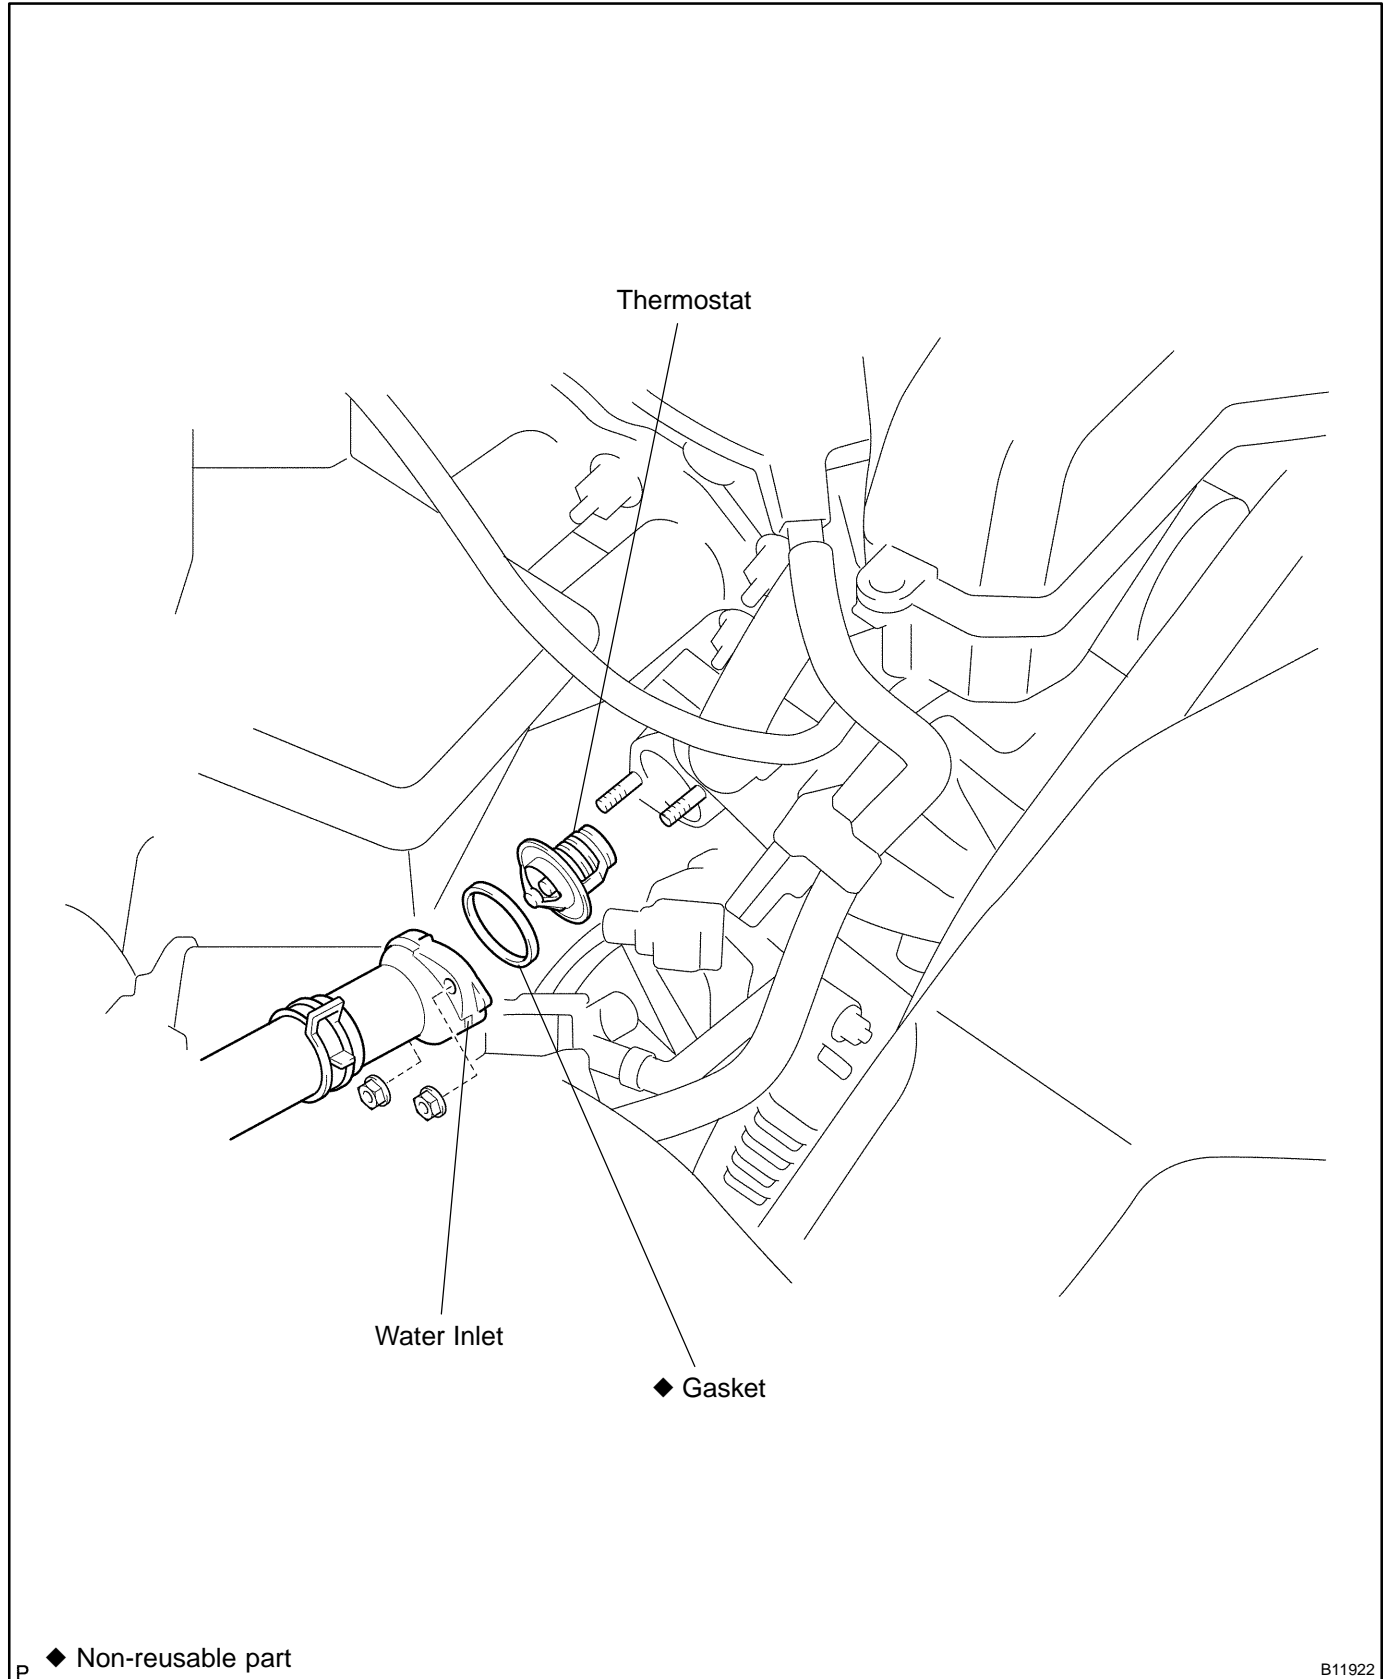 Thermostat
Water Inlet
◆ Gasket
◆ Non-reusable part
P
B11922